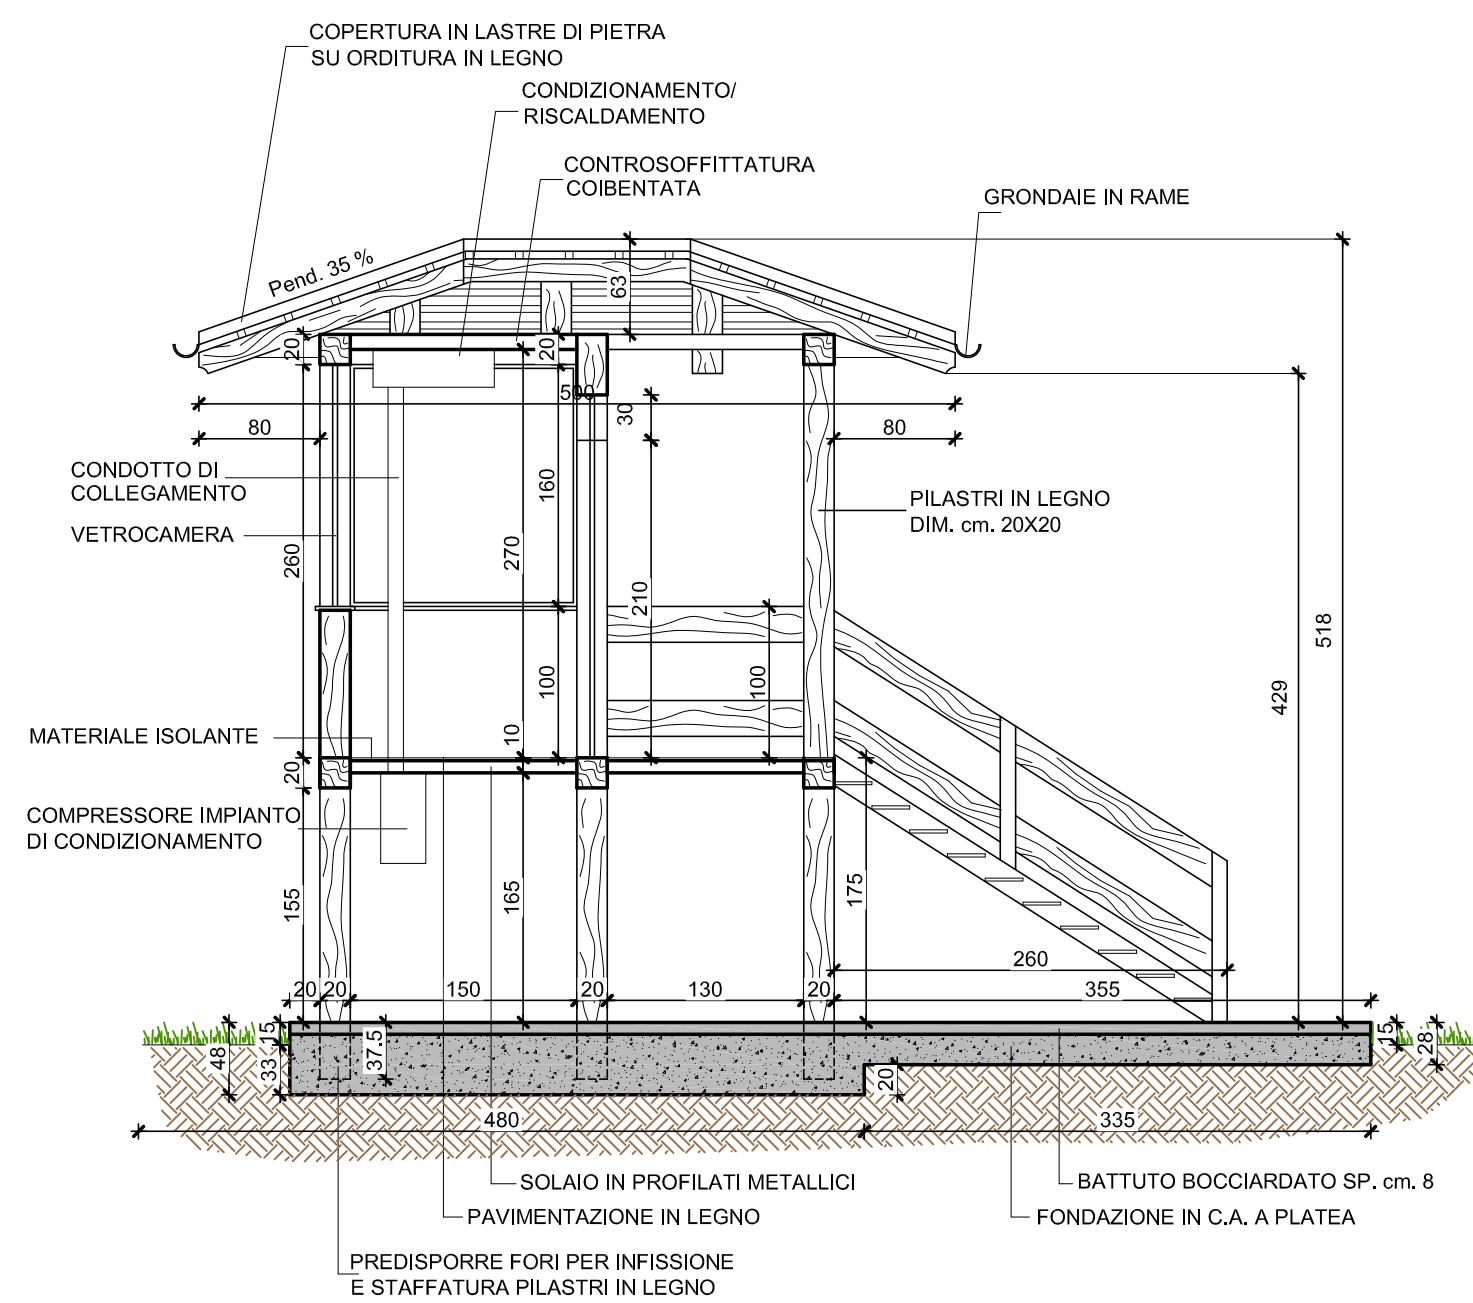 COPERTURA IN LASTRE DI PIETRA
SU ORDITURA IN LEGNO
CONDIZIONAMENTO/
RISCALDAMENTO
CONTROSOFFITTATURA
COIBENTATA
GRONDAIE IN RAME
Pend. 35 %
63
20
20
500
30
80
80
CONDOTTO DI
COLLEGAMENTO
VETROCAMERA
PILASTRI IN LEGNO
DIM. cm. 20X20
160
260
270
210
518
429
100
100
10
MATERIALE ISOLANTE
20
COMPRESSORE IMPIANTO
DI CONDIZIONAMENTO
155
165
175
260
20
20
150
20
130
20
355
15
48
33
37.5
20
15
28
480
335
SOLAIO IN PROFILATI METALLICI
BATTUTO BOCCIARDATO SP. cm. 8
PAVIMENTAZIONE IN LEGNO
FONDAZIONE IN C.A. A PLATEA
PREDISPORRE FORI PER INFISSIONE
E STAFFATURA PILASTRI IN LEGNO